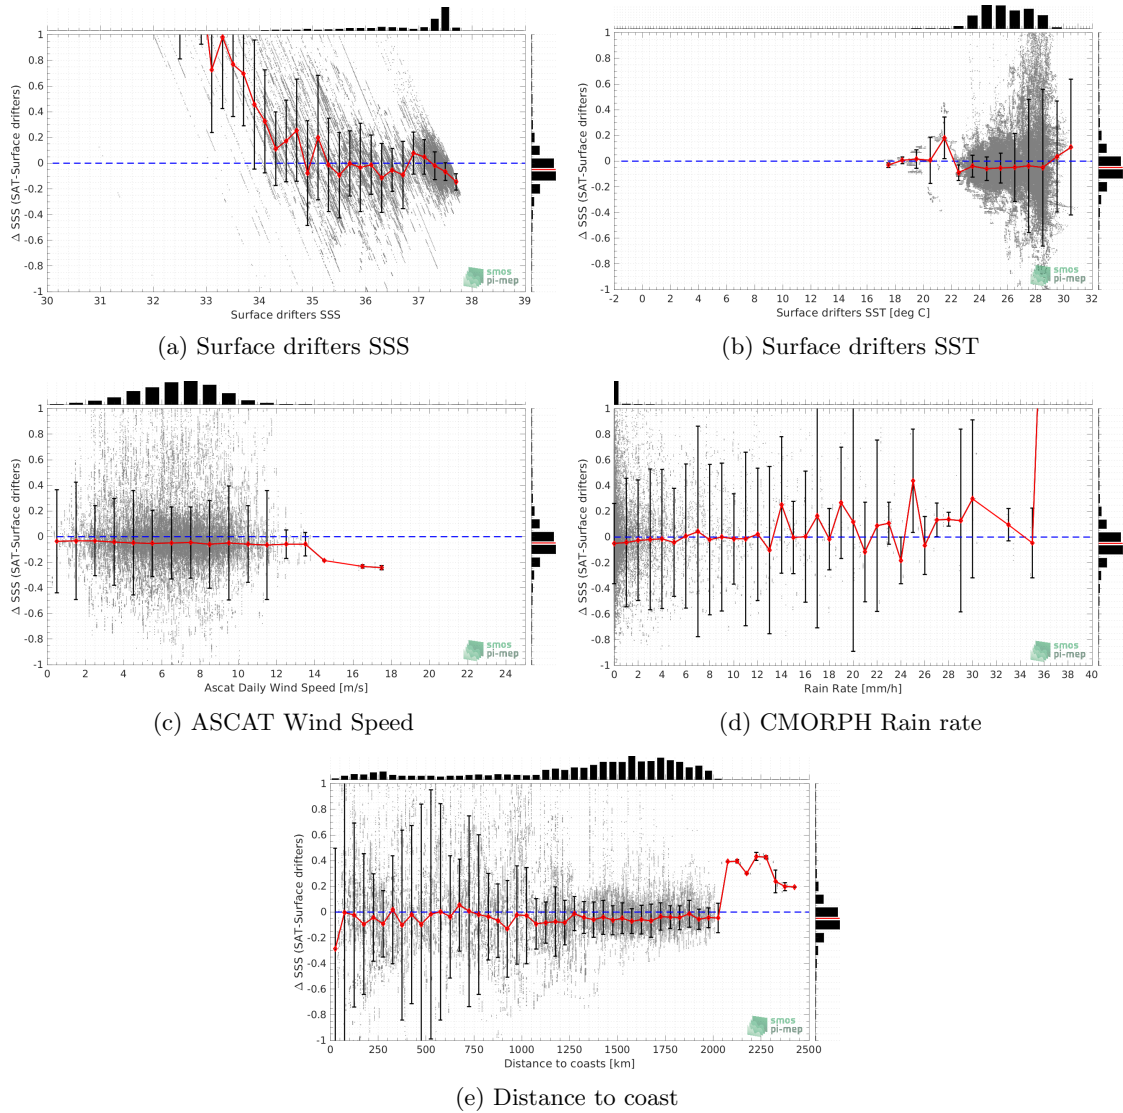 1
0.8
0.6
0.4
0.2
0
-0.2
-0.4
-0.6
-0.8
-1
Δ SSS (SAT-Surface drifters)
30 31 32 33 34 35 36 37 38 39
Surface drifters SSS
smos
pi-mep
(a) Surface drifters SSS
1
0.8
0.6
0.4
0.2
0
-0.2
-0.4
-0.6
-0.8
-1
Δ SSS (SAT-Surface drifters)
-2 0 2 4 6 8 10 12 14 16 18 20 22 24 26 28 30 32
Surface drifters SST [deg C]
smos
pi-mep
(b) Surface drifters SST
1
0.8
0.6
0.4
0.2
0
-0.2
-0.4
-0.6
-0.8
-1
Δ SSS (SAT-Surface drifters)
0 2 4 6 8 10 12 14 16 18 20 22 24
Ascat Daily Wind Speed [m/s]
smos
pi-mep
(c) ASCAT Wind Speed
1
0.8
0.6
0.4
0.2
0
-0.2
-0.4
-0.6
-0.8
-1
Δ SSS (SAT-Surface drifters)
0 2 4 6 8 10 12 14 16 18 20 22 24 26 28 30 32 34 36 38 40
Rain Rate [mm/h]
smos
pi-mep
(d) CMORPH Rain rate
1
0.8
0.6
0.4
0.2
0
-0.2
-0.4
-0.6
-0.8
-1
Δ SSS (SAT-Surface drifters)
0 250 500 750 1000 1250 1500 1750 2000 2250 2500
Distance to coasts [km]
smos
pi-mep
(e) Distance to coast